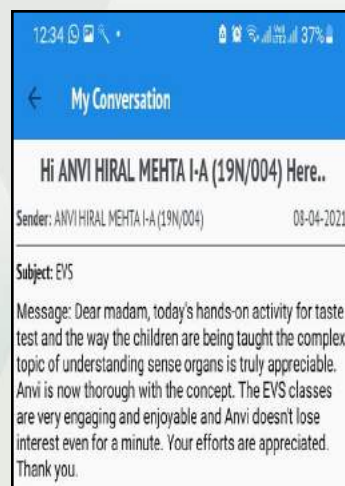 12:34 37%
My Conversation
Hi ANVI HIRAL MEHTA I-A (19N/004) Here..
Sender: ANVI HIRAL MEHTA I-A (19N/004) 08-04-2021
Subject: EVS
Message: Dear madam, today's hands-on activity for taste
test and the way the children are being taught the complex
topic of understanding sense organs is truly appreciable.
Anvi is now thorough with the concept. The EVS classes
are very engaging and enjoyable and Anvi doesn't lose
interest even for a minute. Your efforts are appreciated.
Thank you.